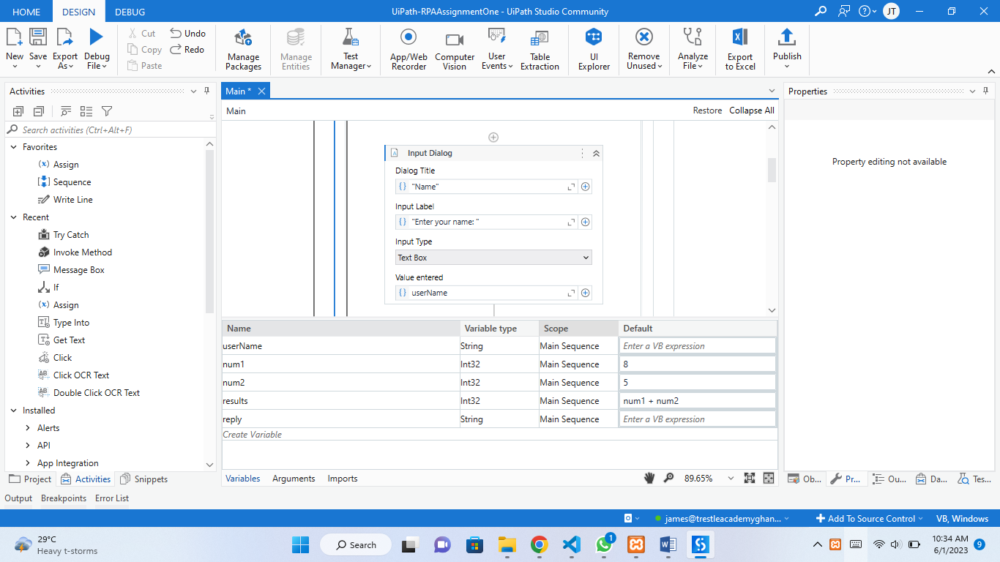 HOME DESIGN DEBUG UiPath-RPAAssignmentOne - UiPath Studio Community JT
New Save Export As Debug File
Cut Copy Paste Undo Redo
Manage Packages Manage Entities Test Manager App/Web Recorder Computer Vision User Events Table Extraction UI Explorer Remove Unused Analyze File Export to Excel Publish
Activities
Search activities (Ctrl+Alt+F)
Favorites
Assign
Sequence
Write Line
Recent
Try Catch
Invoke Method
Message Box
If
Assign
Type Into
Get Text
Click
Click OCR Text
Double Click OCR Text
Installed
Alerts
API
App Integration
Project Activities Snippets
Main *
Main Restore Collapse All
Input Dialog
Dialog Title
"Name"
Input Label
"Enter your name: "
Input Type
Text Box
Value entered
userName
Name Variable type Scope Default
userName String Main Sequence Enter a VB expression
num1 Int32 Main Sequence 8
num2 Int32 Main Sequence 5
results Int32 Main Sequence num1 + num2
reply String Main Sequence Enter a VB expression
Create Variable
Variables Arguments Imports 89.65%
Properties
Property editing not available
Ob... Pr... Ou... Da... Tes...
Output Breakpoints Error List
james@trestleacademyghan... Add To Source Control VB, Windows
29°C
Heavy t-storms
Search
1
10:34 AM
6/1/2023
9